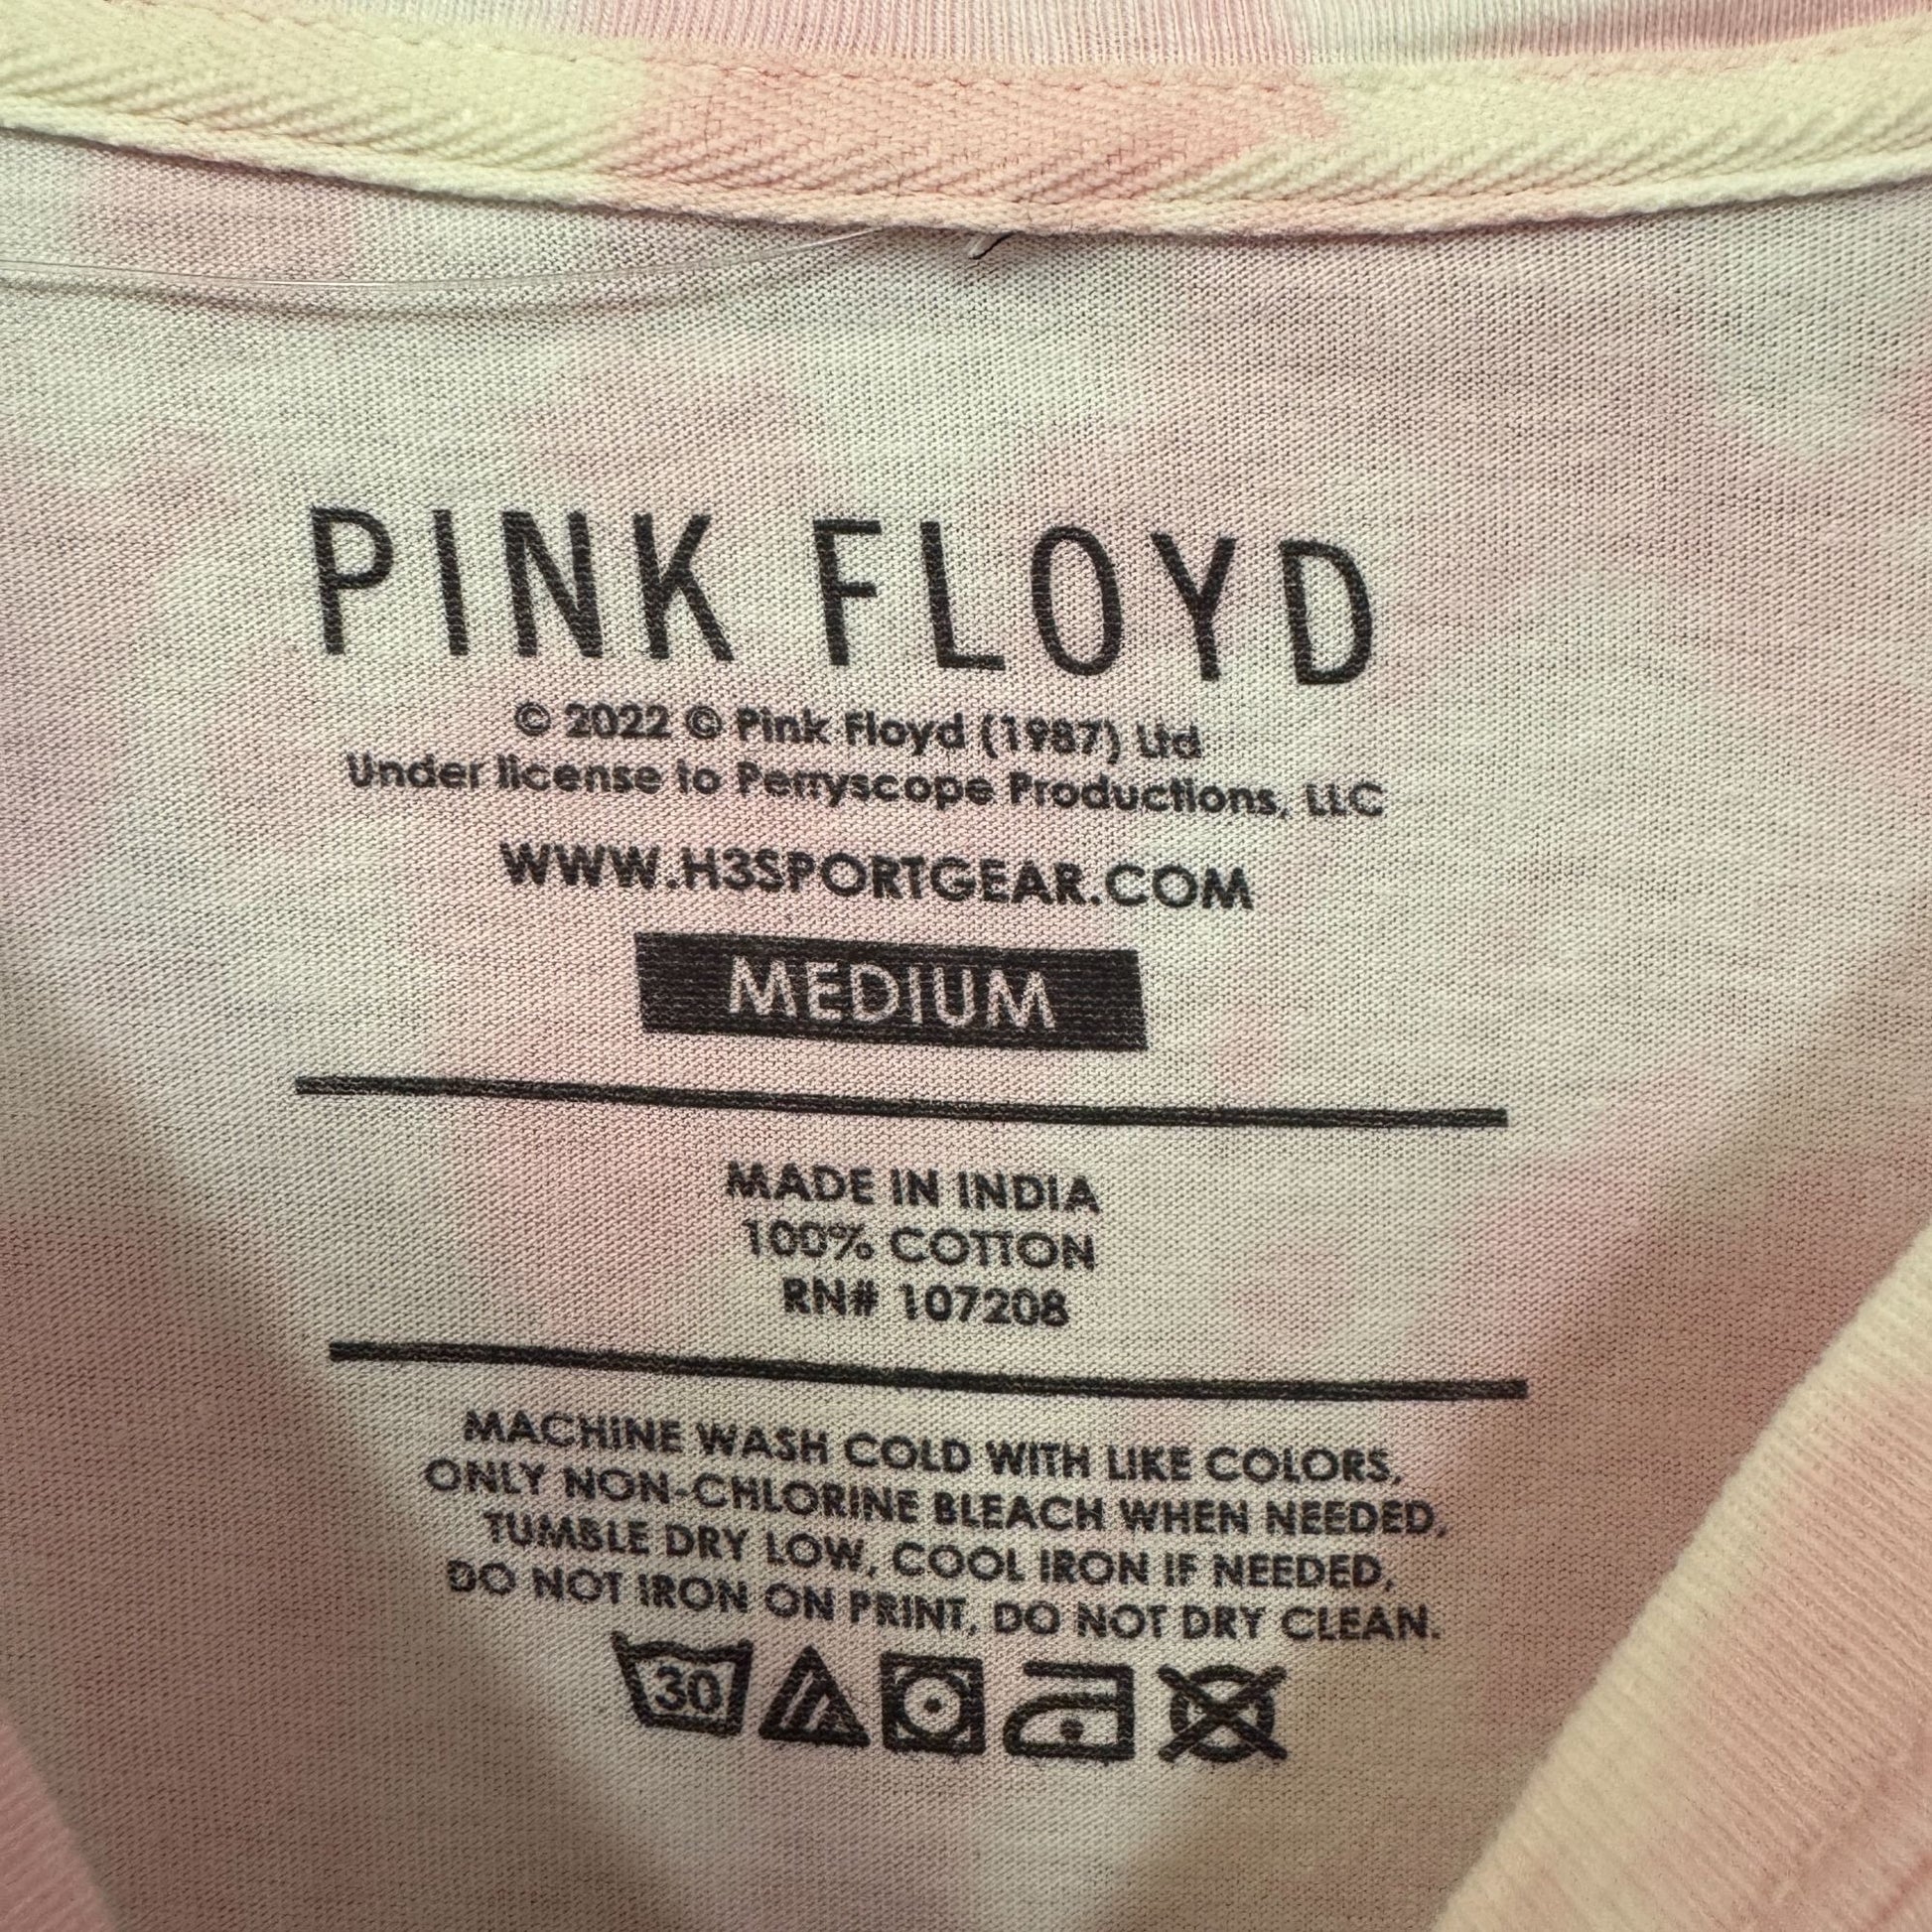 PINK FLOYD
© 2022 © Pink Floyd (1987) Ltd
Under license to Perryscope Productions, LLC
WWW.H3SPORTGEAR.COM
MEDIUM
MADE IN INDIA
100% COTTON
RN# 107208
MACHINE WASH COLD WITH LIKE COLORS,
ONLY NON-CHLORINE BLEACH WHEN NEEDED,
TUMBLE DRY LOW, COOL IRON IF NEEDED,
DO NOT IRON ON PRINT, DO NOT DRY CLEAN.
30